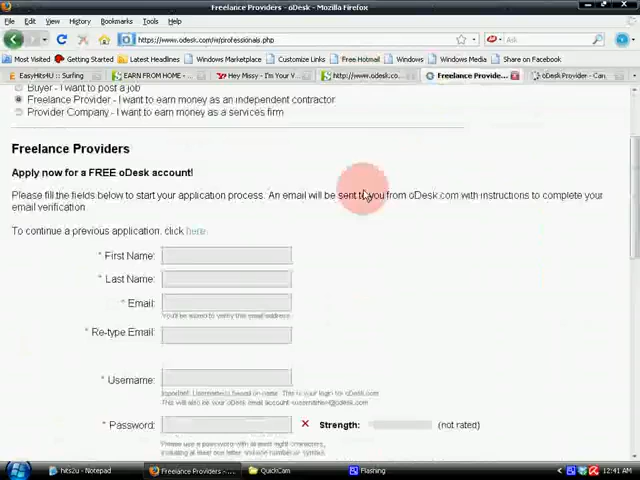 Freelance Providers - oDesk - Mozilla Firefox
File Edit View History Bookmarks Tools Help
https://www.odesk.com/w/professionals.php
Ask
Most Visited Getting Started Latest Headlines Windows Marketplace Customize Links Free Hotmail Windows Marketplace Windows Media Windows
EasyHits4U :: Surfing EARN FROM HOME - Hey Missy - I'm Your V... http://www.odesk.co... Freelance Provide... oDesk Provider - Can
Buyer - I want to post a job
Freelance Provider - I want to earn money as an independent contractor
Provider Company - I want to earn money as a services firm
Freelance Providers
Apply now for a FREE oDesk account!
Please fill the fields below to start your application process. An email will be sent to you from oDesk.com with instructions to complete your
email verification
To continue a previous application, click here.
* First Name:
* Last Name:
* Email:
You'll be asked to verify this email address.
* Re-type Email:
* Username:
Important: Username is based on name. This is your login for oDesk.com
This will also be your oDesk email account
* Password: Strength: (not rated)
Please use a password with at least eight characters,
including at least one letter and one number or symbol.
hits2u - Notepad Freelance Providers - ... QuickCam Flashing 12:41 AM